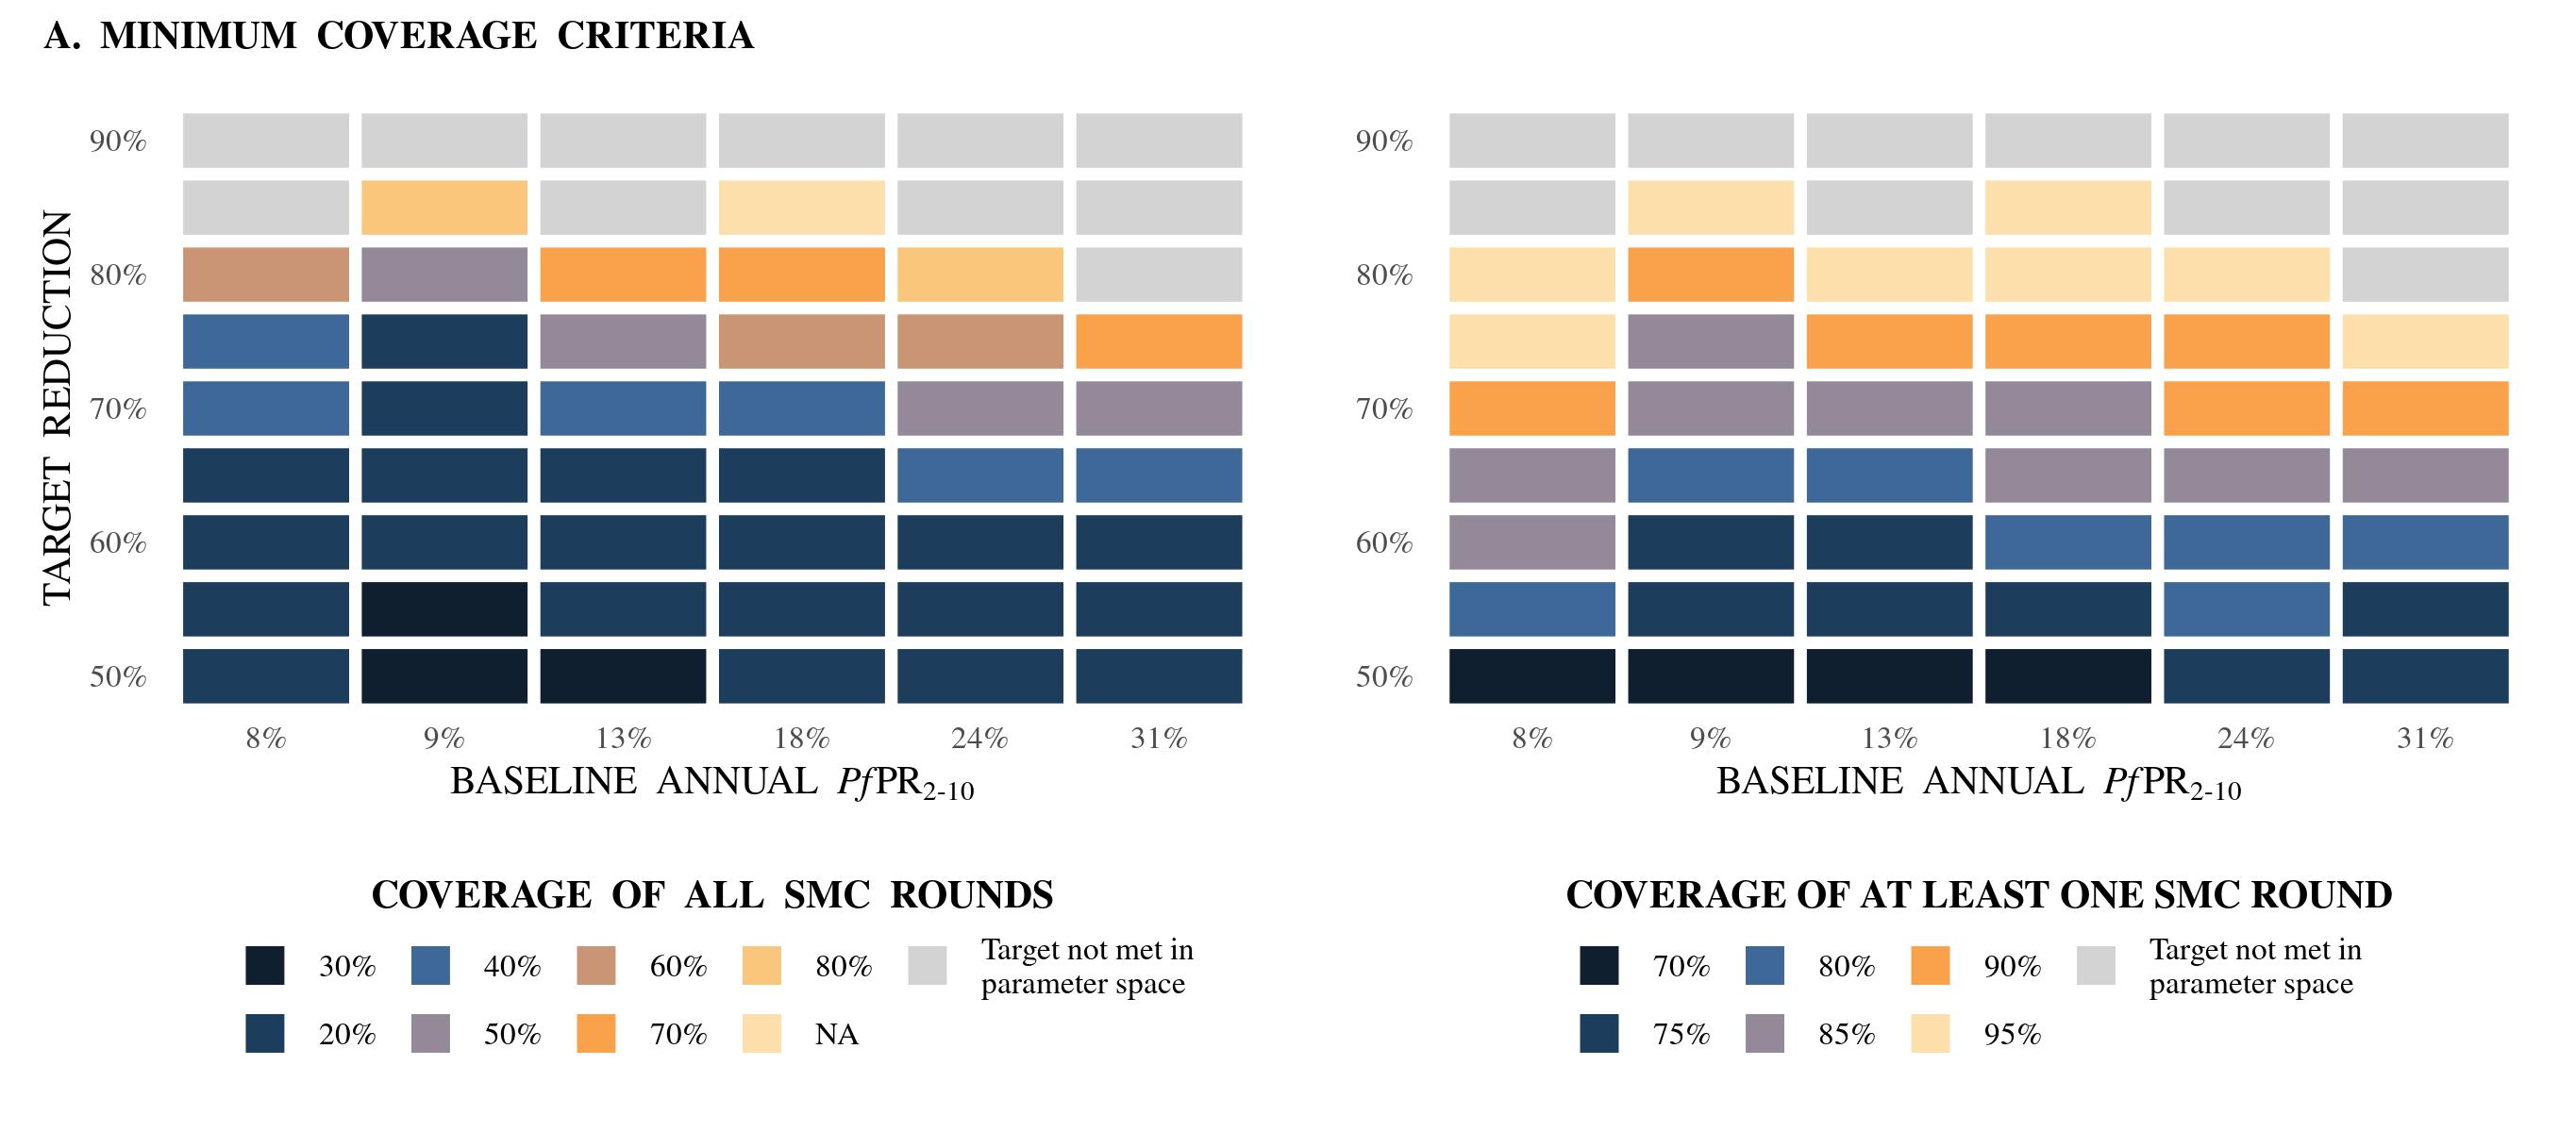 A. MINIMUM COVERAGE CRITERIA
TARGET REDUCTION
90%
80%
70%
60%
50%
8% 9% 13% 18% 24% 31%
BASELINE ANNUAL PfPR2-10
COVERAGE OF ALL SMC ROUNDS
30% 40% 60% 80% Target not met in
parameter space
20% 50% 70% NA
90%
80%
70%
60%
50%
8% 9% 13% 18% 24% 31%
BASELINE ANNUAL PfPR2-10
COVERAGE OF AT LEAST ONE SMC ROUND
70% 80% 90% Target not met in
parameter space
75% 85% 95%